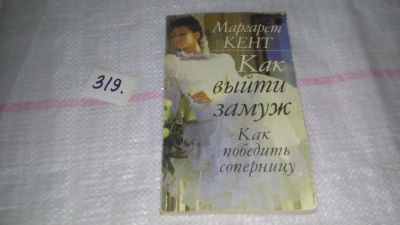 Маргарет
КЕНТ
Как
выйти
замуж
Как
победить
соперницу
319.